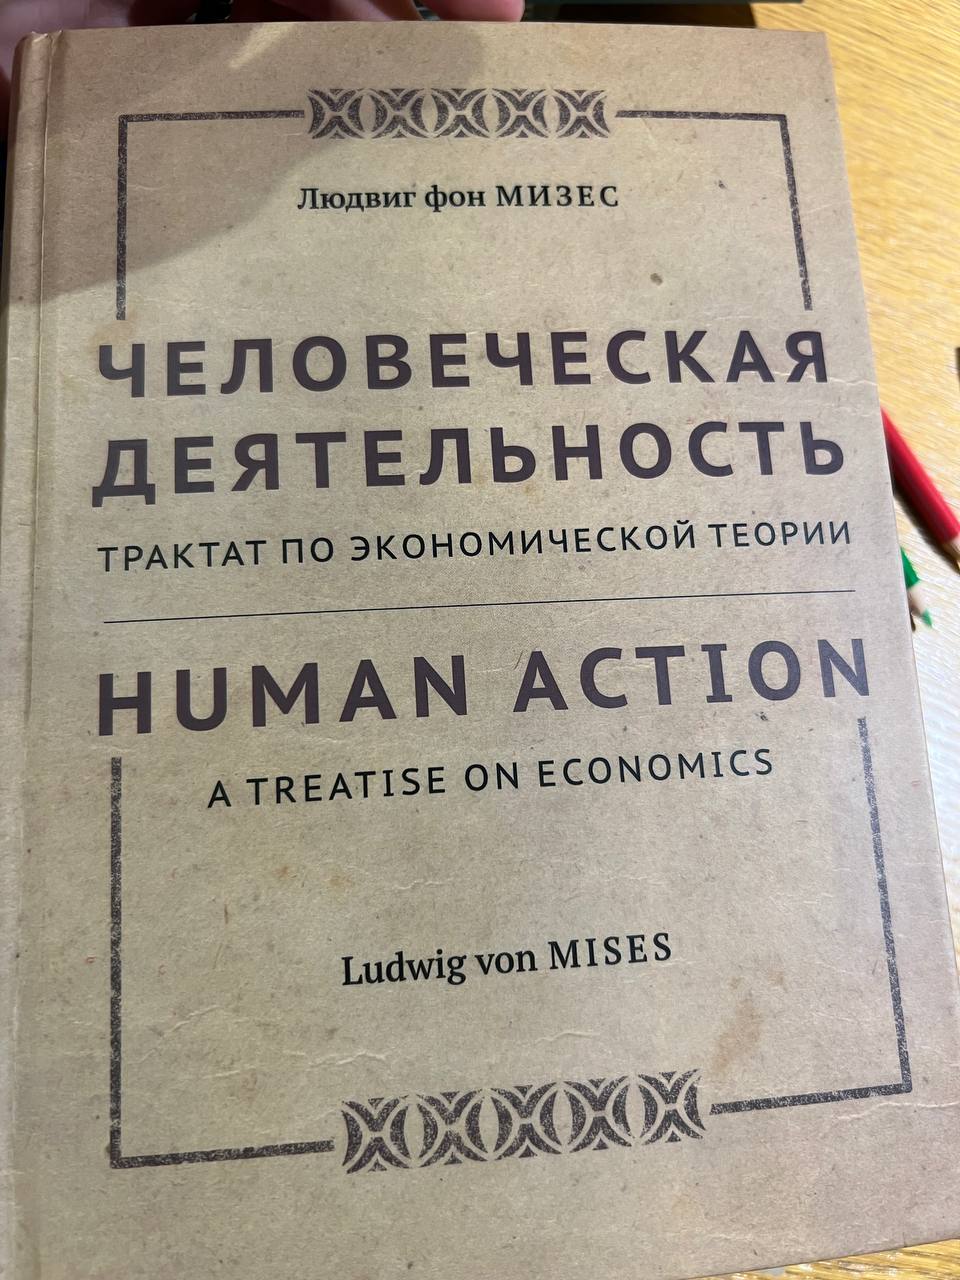 Людвиг фон МИЗЕС
ЧЕЛОВЕЧЕСКАЯ
ДЕЯТЕЛЬНОСТЬ
ТРАКТАТ ПО ЭКОНОМИЧЕСКОЙ ТЕОРИИ
HUMAN ACTION
A TREATISE ON ECONOMICS
Ludwig von MISES